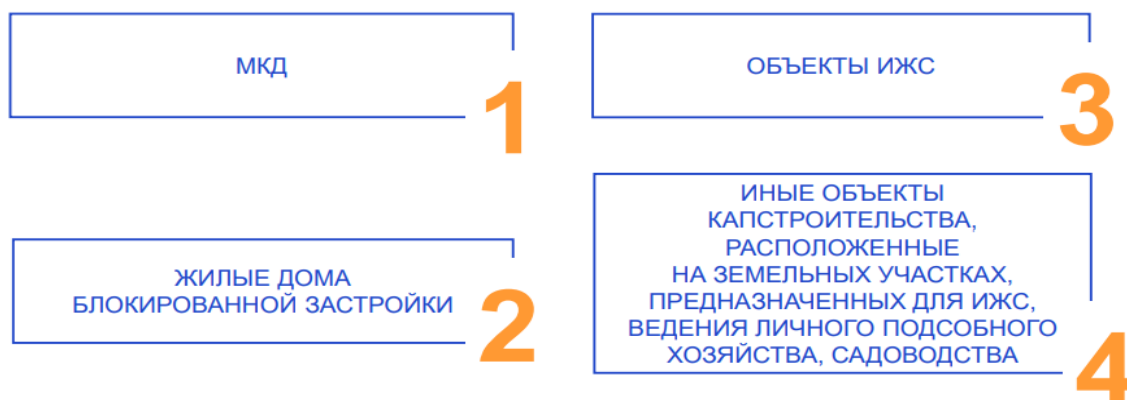 МКД
1
ЖИЛЫЕ ДОМА
БЛОКИРОВАННОЙ ЗАСТРОЙКИ
2
ОБЪЕКТЫ ИЖС
3
ИНЫЕ ОБЪЕКТЫ
КАПСТРОИТЕЛЬСТВА,
РАСПОЛОЖЕННЫЕ
НА ЗЕМЕЛЬНЫХ УЧАСТКАХ,
ПРЕДНАЗНАЧЕННЫХ ДЛЯ ИЖС,
ВЕДЕНИЯ ЛИЧНОГО ПОДСОБНОГО
ХОЗЯЙСТВА, САДОВОДСТВА
4